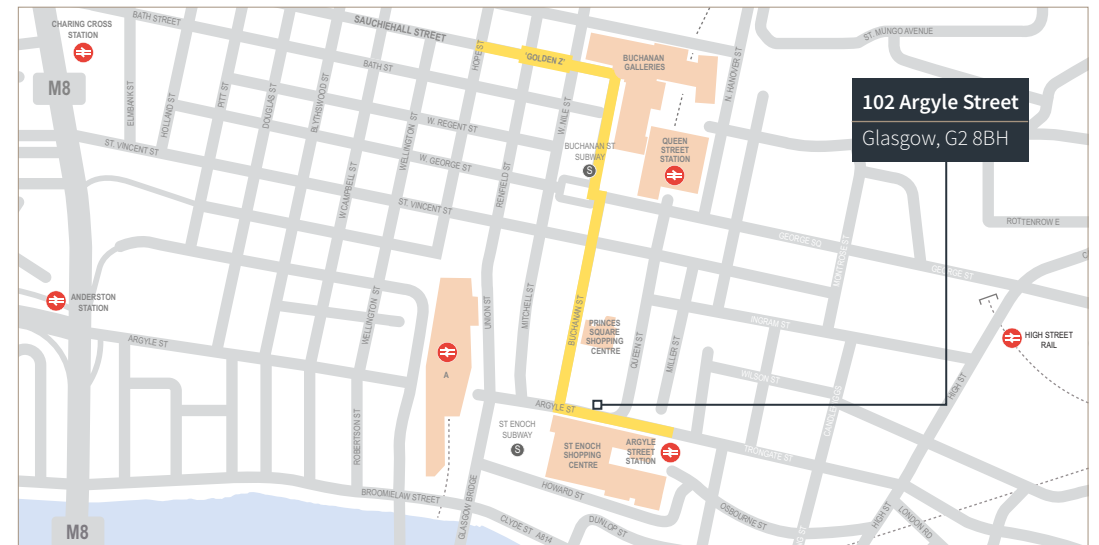 CHARING CROSS
STATION
BATH STREET
SAUCHIEHALL STREET
HOPE ST
'GOLDEN Z'
BUCHANAN
GALLERIES
N. HANOVER ST
ST. MUNGO AVENUE
M8
BATH ST
ELMBANK ST
HOLLAND ST
PITT ST
DOUGLAS ST
BLYTHSWOOD ST
WELLINGTON ST
W. REGENT ST
W. NILE ST
102 Argyle Street
Glasgow, G2 8BH
ST. VINCENT ST
W. GEORGE ST
BUCHANAN ST
SUBWAY
S
QUEEN
STREET
STATION
W.CAMPBELL ST
RENFIELD ST
ST. VINCENT ST
ROTTENROW E
GEORGE SQ
MONTROSE ST
GEORGE ST
ANDERSTON
STATION
WELLINGTON ST
UNION ST
MITCHELL ST
BUCHANAN ST
PRINCES
SQUARE
SHOPPING
CENTRE
QUEEN ST
MILLER ST
INGRAM ST
HIGH STREET
RAIL
ARGYLE ST
A
WILSON ST
HIGH ST
ROBERTSON ST
ARGYLE ST
ST ENOCH
SUBWAY
S
ST ENOCH
SHOPPING
CENTRE
ARGYLE
STREET
STATION
TRONGATE ST
BROOMIELAW STREET
GLASGOW BRIDGE
HOWARD ST
CLYDE ST A814
DUNLOP ST
OSBOURNE ST
HIGH ST
LONDON RD
M8